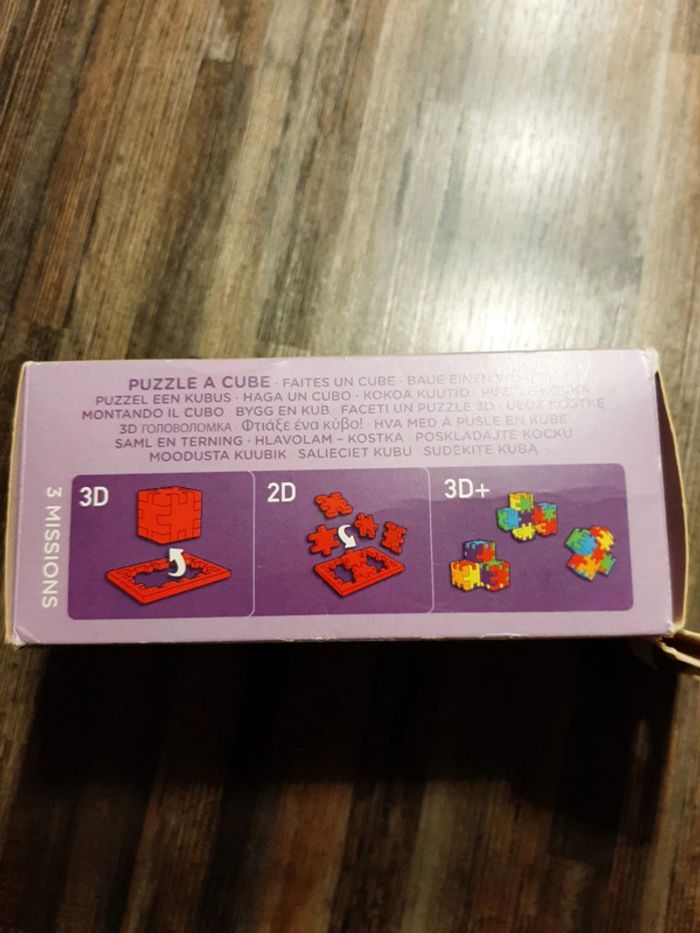 PUZZLE A CUBE · FAITES UN CUBE · BAUE EINEN
PUZZEL EEN KUBUS · HAGA UN CUBO · KOKOA KUUTIO
MONTANDO IL CUBO · BYGG EN KUB · FACETI UN PUZZLE 3D · KOSTKĘ
3D ГОЛОВОЛОМКА Φτιάξε ένα κύβο! HVA MED Å PUSLE EN KUBE
SAML EN TERNING · HLAVOLAM – KOSTKA · POSKLADAJTE KOCKU
MOODUSTA KUUBIK · SALIECIET KUBU · SUDĖKITE KUBĄ
3 MISSIONS
3D
2D
3D+